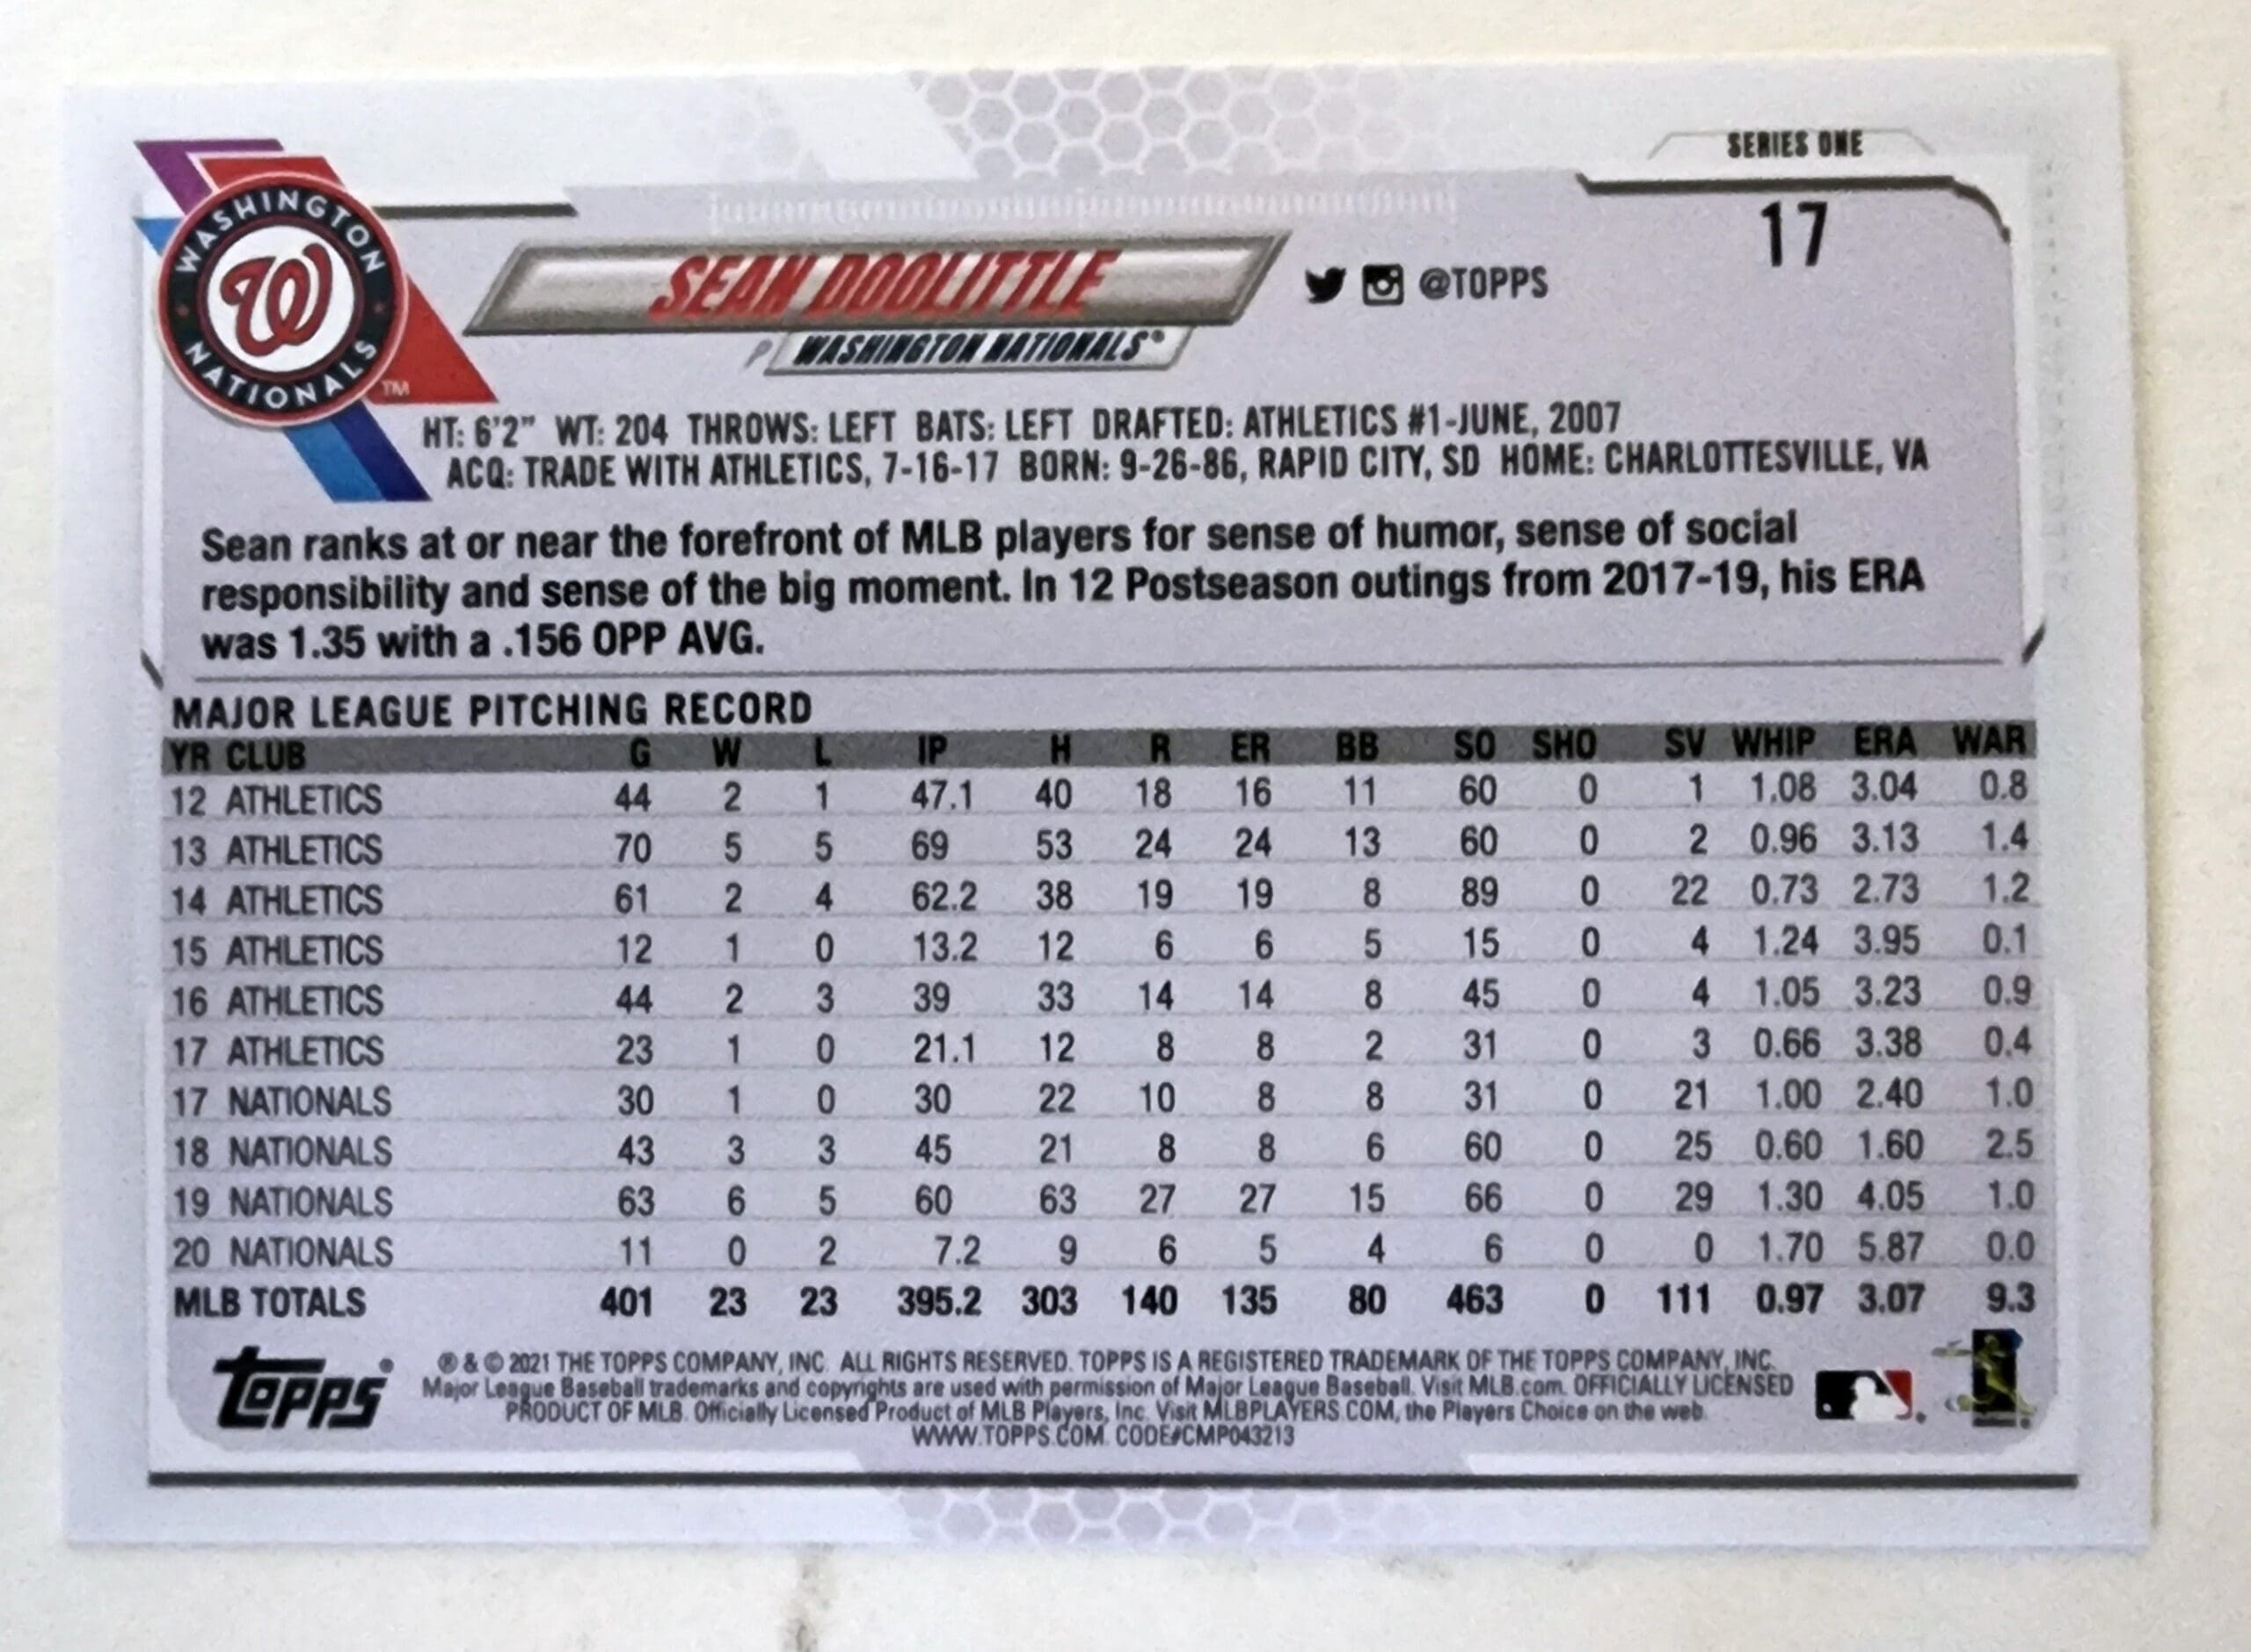 SERIES ONE
17
WASHINGTON
W
NATIONALS
TM
SEAN DOOLITTLE
@TOPPS
P WASHINGTON NATIONALS®
HT: 6'2" WT: 204 THROWS: LEFT BATS: LEFT DRAFTED: ATHLETICS #1-JUNE, 2007
ACQ: TRADE WITH ATHLETICS, 7-16-17 BORN: 9-26-86, RAPID CITY, SD HOME: CHARLOTTESVILLE, VA
Sean ranks at or near the forefront of MLB players for sense of humor, sense of social
responsibility and sense of the big moment. In 12 Postseason outings from 2017-19, his ERA
was 1.35 with a .156 OPP AVG.
MAJOR LEAGUE PITCHING RECORD
YR CLUB G W L IP H R ER BB SO SHO SV WHIP ERA WAR
12 ATHLETICS 44 2 1 47.1 40 18 16 11 60 0 1 1.08 3.04 0.8
13 ATHLETICS 70 5 5 69 53 24 24 13 60 0 2 0.96 3.13 1.4
14 ATHLETICS 61 2 4 62.2 38 19 19 8 89 0 22 0.73 2.73 1.2
15 ATHLETICS 12 1 0 13.2 12 6 6 5 15 0 4 1.24 3.95 0.1
16 ATHLETICS 44 2 3 39 33 14 14 8 45 0 4 1.05 3.23 0.9
17 ATHLETICS 23 1 0 21.1 12 8 8 2 31 0 3 0.66 3.38 0.4
17 NATIONALS 30 1 0 30 22 10 8 8 31 0 21 1.00 2.40 1.0
18 NATIONALS 43 3 3 45 21 8 8 6 60 0 25 0.60 1.60 2.5
19 NATIONALS 63 6 5 60 63 27 27 15 66 0 29 1.30 4.05 1.0
20 NATIONALS 11 0 2 7.2 9 6 5 4 6 0 0 1.70 5.87 0.0
MLB TOTALS 401 23 23 395.2 303 140 135 80 463 0 111 0.97 3.07 9.3
topps®
® & © 2021 THE TOPPS COMPANY, INC. ALL RIGHTS RESERVED. TOPPS IS A REGISTERED TRADEMARK OF THE TOPPS COMPANY, INC.
Major League Baseball trademarks and copyrights are used with permission of Major League Baseball. Visit MLB.com. OFFICIALLY LICENSED
PRODUCT OF MLB. Officially Licensed Product of MLB Players, Inc. Visit MLBPLAYERS.COM, the Players Choice on the web.
WWW.TOPPS.COM. CODE#CMP043213